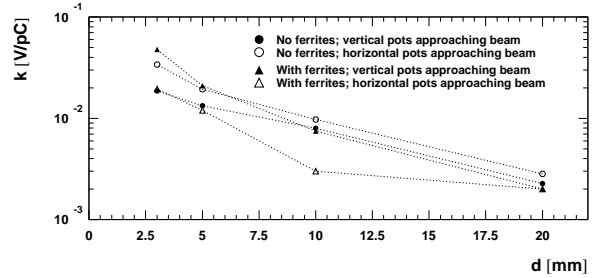 k [V/pC]
10⁻¹
No ferrites; vertical pots approaching beam
No ferrites; horizontal pots approaching beam
With ferrites; vertical pots approaching beam
With ferrites; horizontal pots approaching beam
10⁻²
10⁻³
0 2.5 5 7.5 10 12.5 15 17.5 20
d [mm]